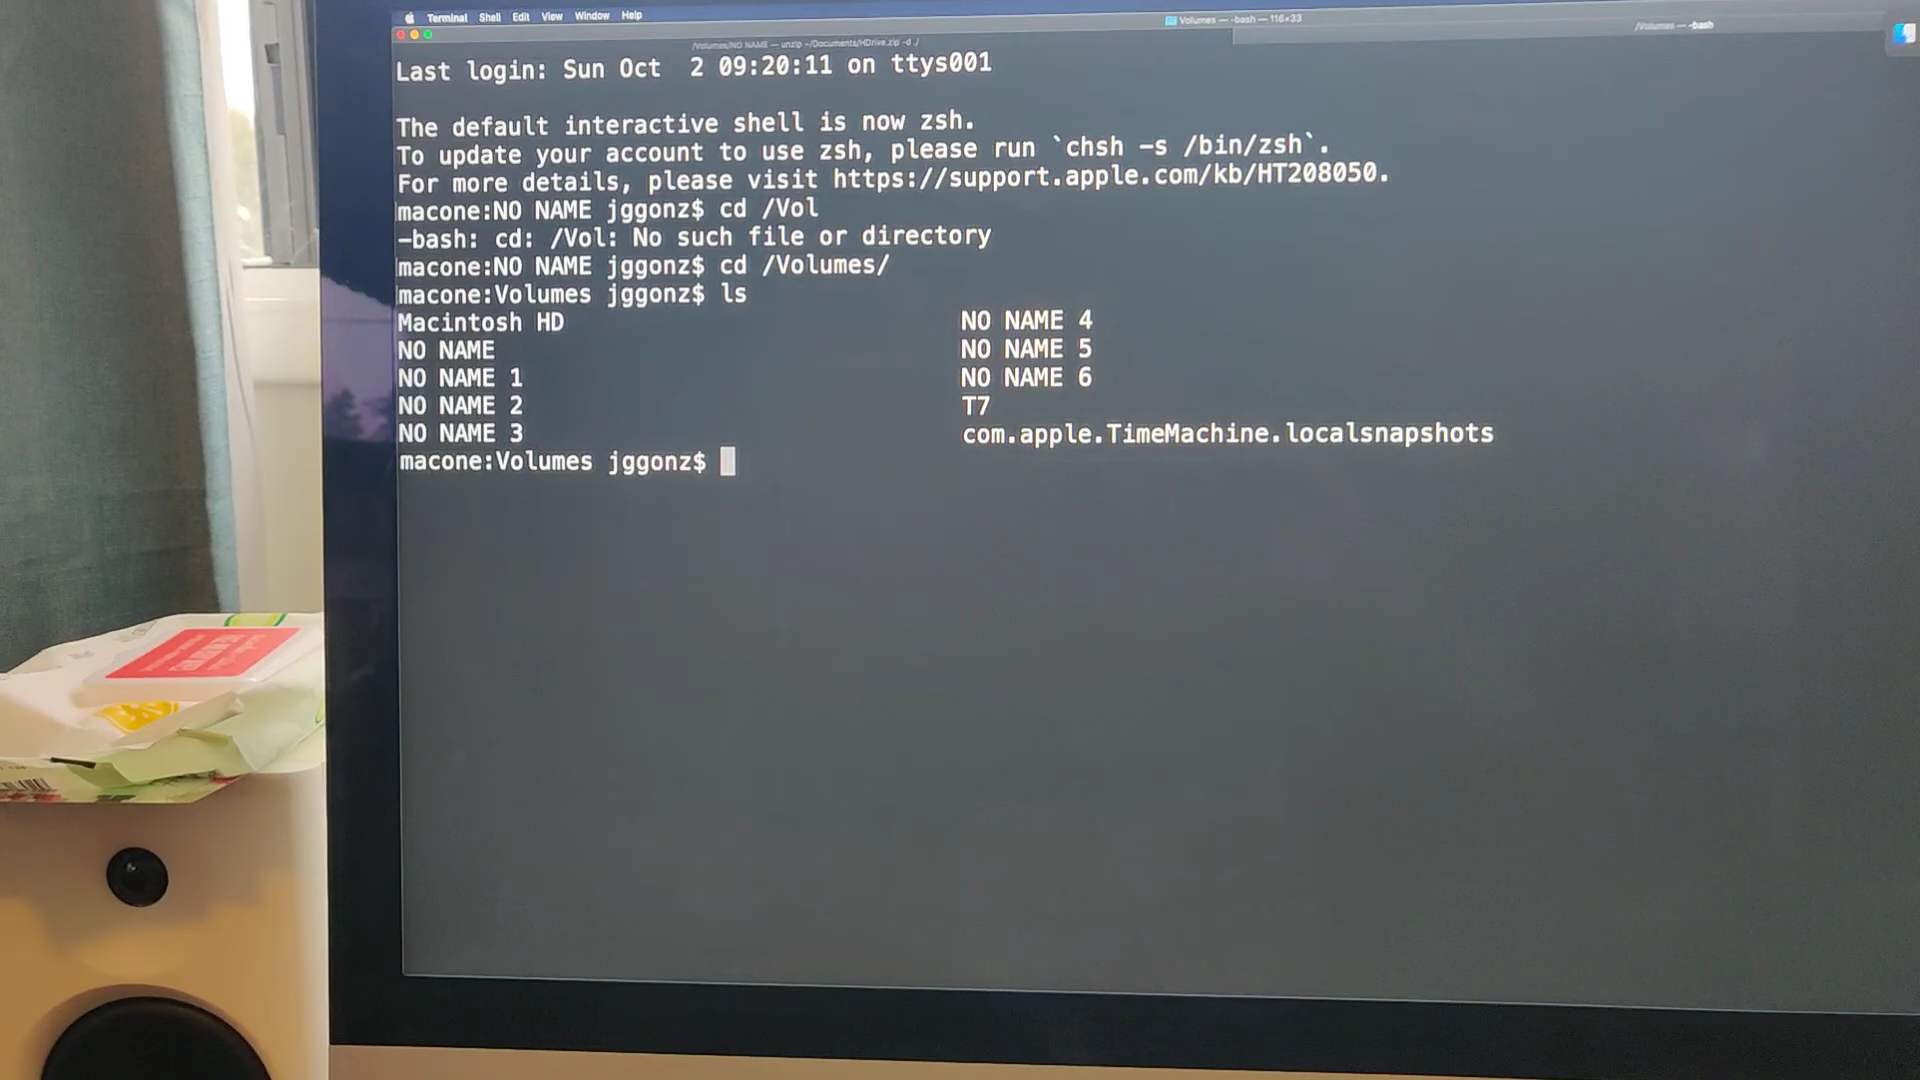 Terminal Shell Edit View Window Help
Volumes — -bash — 116×33
/Volumes/NO NAME — unzip ~/Documents/HDrive.zip -d ./
/Volumes — -bash
Last login: Sun Oct  2 09:20:11 on ttys001
The default interactive shell is now zsh.
To update your account to use zsh, please run `chsh -s /bin/zsh`.
For more details, please visit https://support.apple.com/kb/HT208050.
macone:NO NAME jggonz$ cd /Vol
-bash: cd: /Vol: No such file or directory
macone:NO NAME jggonz$ cd /Volumes/
macone:Volumes jggonz$ ls
Macintosh HD NO NAME 4
NO NAME NO NAME 5
NO NAME 1 NO NAME 6
NO NAME 2 T7
NO NAME 3 com.apple.TimeMachine.localsnapshots
macone:Volumes jggonz$